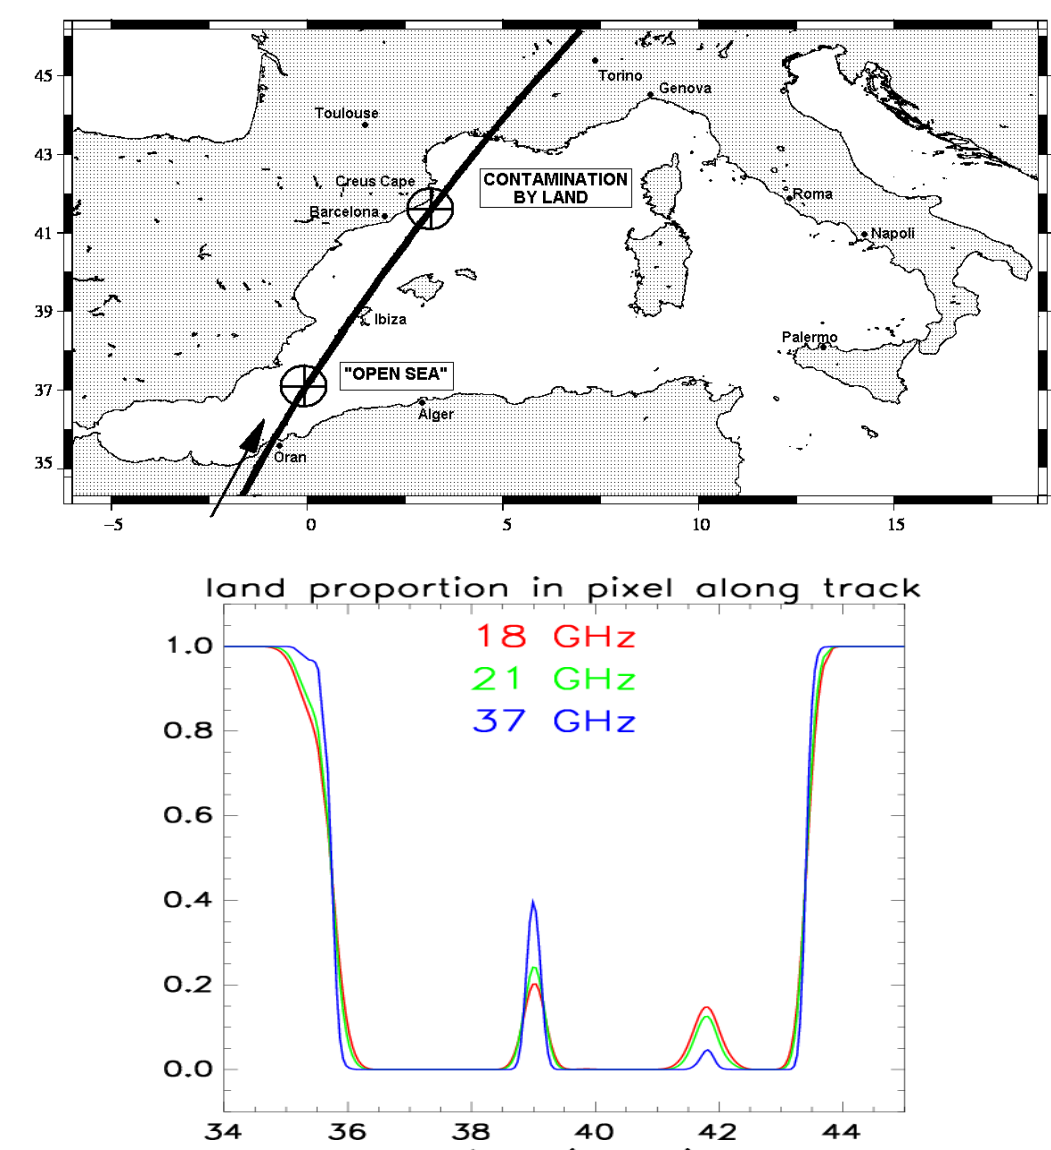 45
43
41
39
37
35
Torino
Genova
Toulouse
Creus Cape
CONTAMINATION
BY LAND
Barcelona
Roma
Napoli
Ibiza
Palermo
"OPEN SEA"
Alger
Oran
-5 0 5 10 15
land proportion in pixel along track
18 GHz
21 GHz
37 GHz
1.0
0.8
0.6
0.4
0.2
0.0
34 36 38 40 42 44